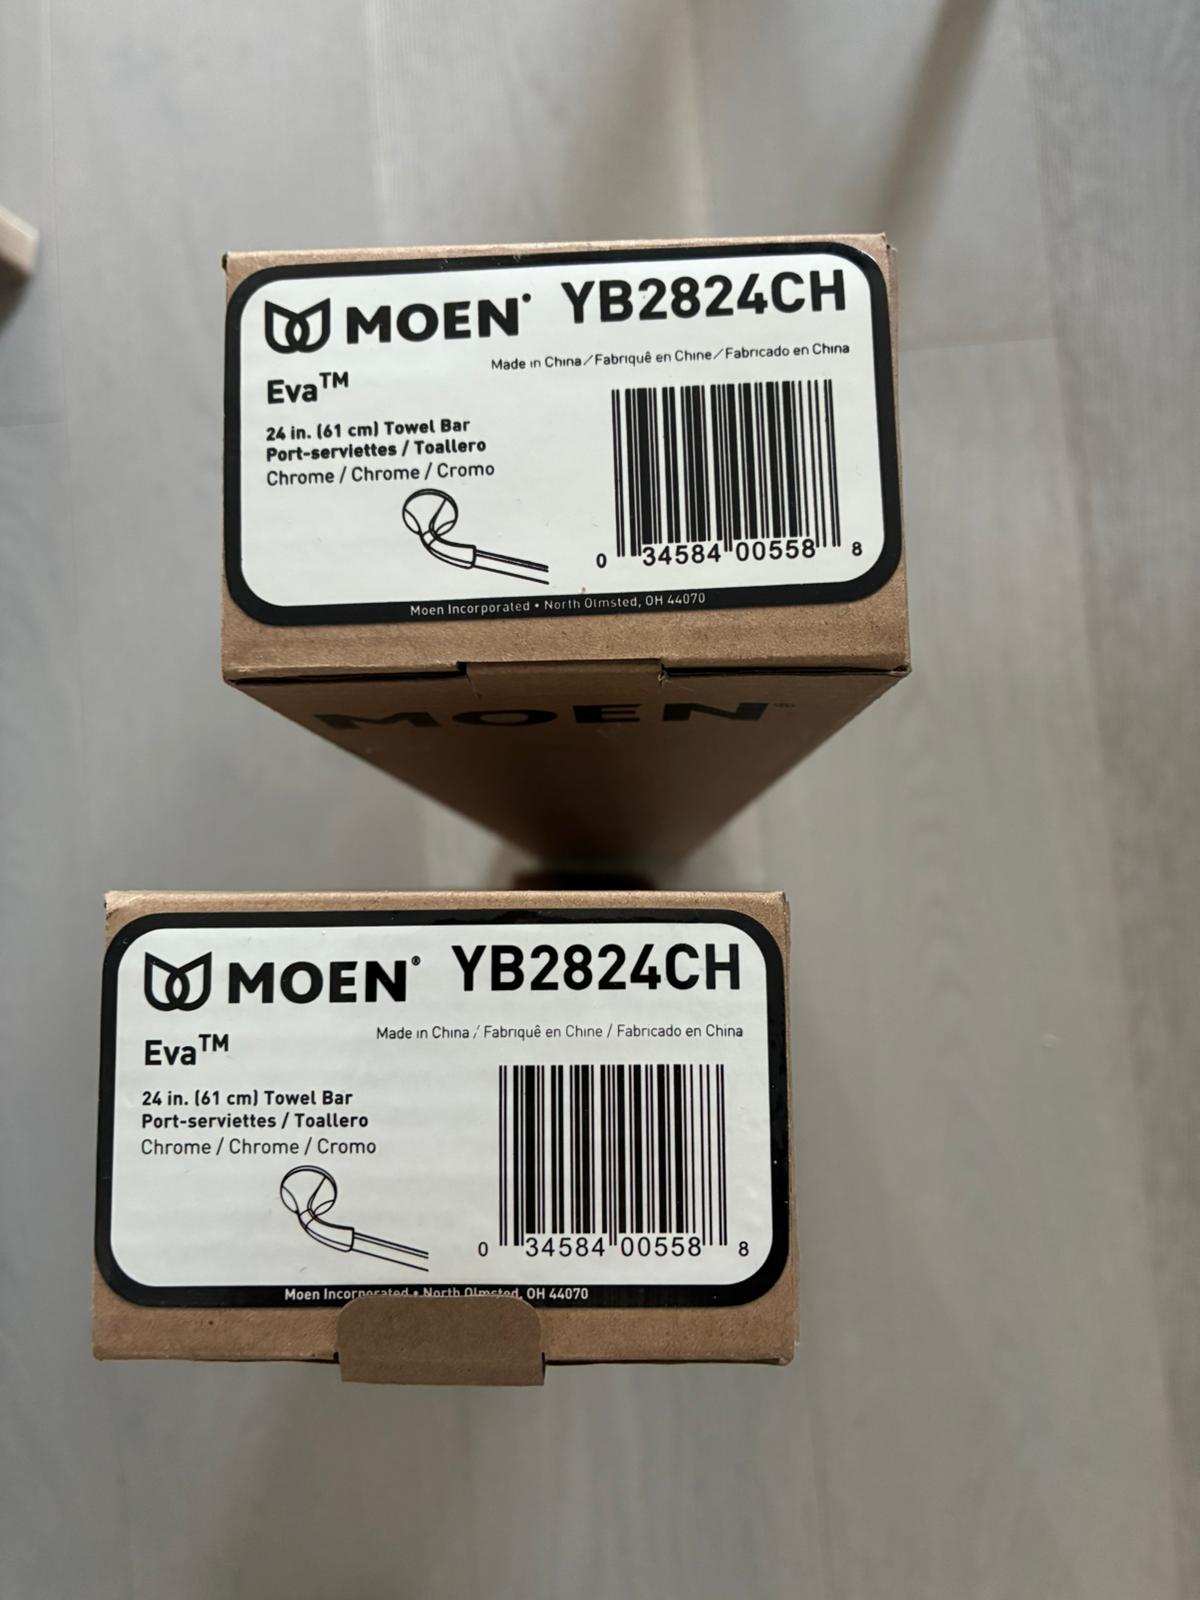 MOEN® YB2824CH
Made in China/Fabriquê en Chine/Fabricado en China
Eva™
24 in. (61 cm) Towel Bar
Port-serviettes / Toallero
Chrome / Chrome / Cromo
0 34584 00558 8
Moen Incorporated • North Olmsted, OH 44070
MOEN®
MOEN® YB2824CH
Made in China / Fabriquê en Chine / Fabricado en China
Eva™
24 in. (61 cm) Towel Bar
Port-serviettes / Toallero
Chrome / Chrome / Cromo
0 34584 00558 8
Moen Incorporated • North Olmsted, OH 44070